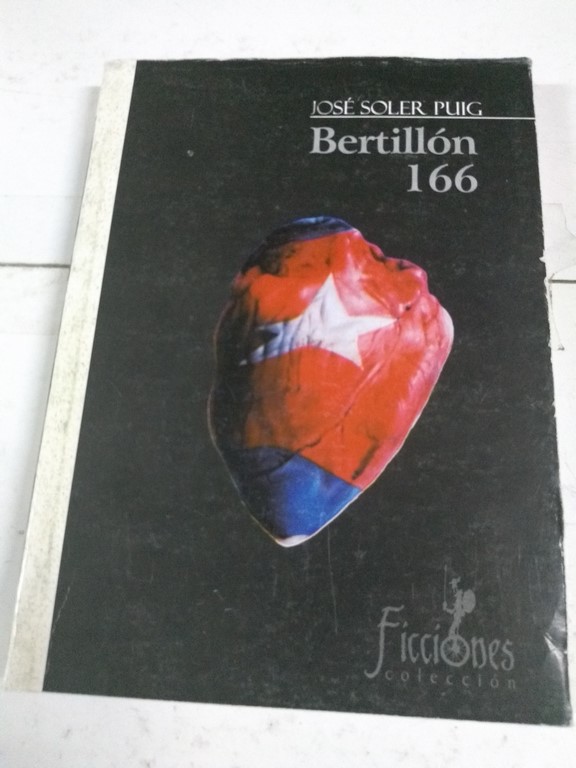 JOSÉ SOLER PUIG
Bertillón
166
Ficciones
colección